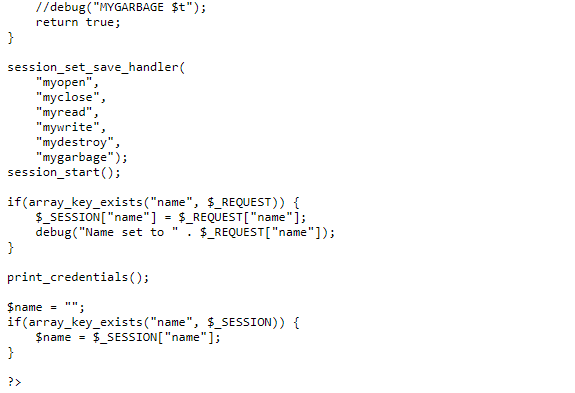 //debug("MYGARBAGE $t");
    return true;
}

session_set_save_handler(
    "myopen",
    "myclose",
    "myread",
    "mywrite",
    "mydestroy",
    "mygarbage");
session_start();

if(array_key_exists("name", $_REQUEST)) {
    $_SESSION["name"] = $_REQUEST["name"];
    debug("Name set to " . $_REQUEST["name"]);
}

print_credentials();

$name = "";
if(array_key_exists("name", $_SESSION)) {
    $name = $_SESSION["name"];
}

?>